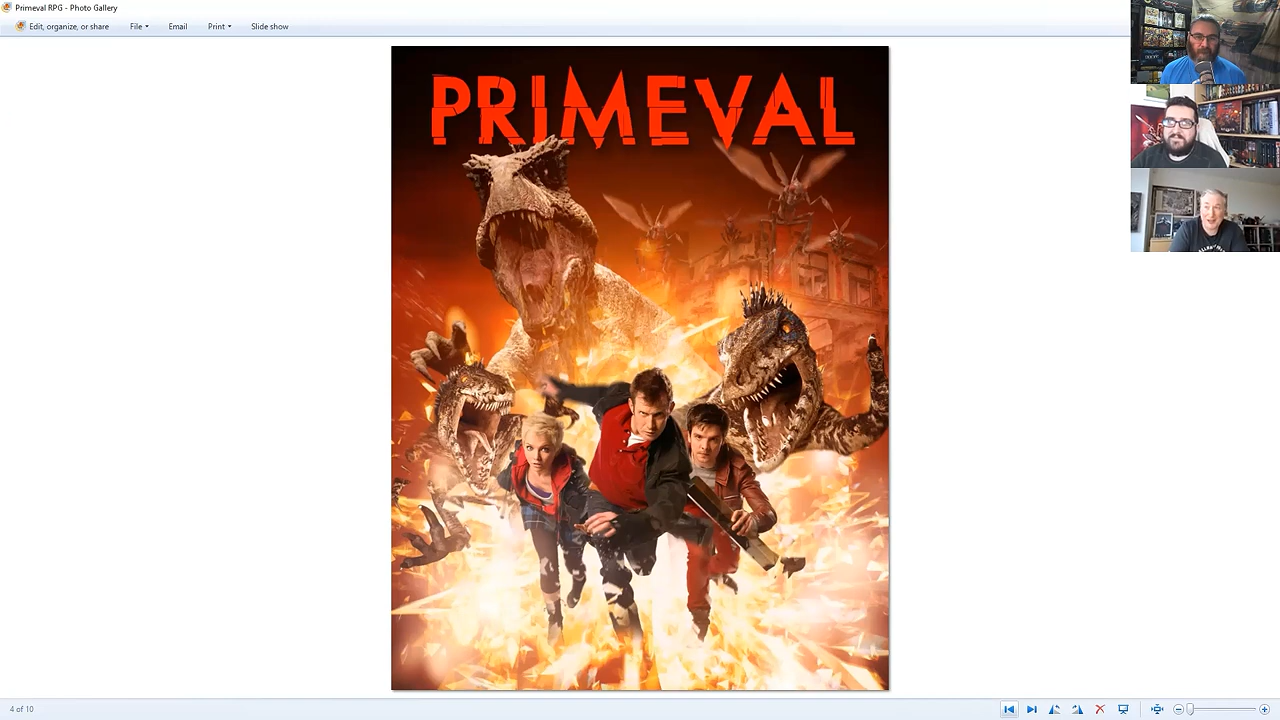 Primeval RPG - Photo Gallery
Edit, organize, or share
File
Email
Print
Slide show
PRIMEVAL
4 of 10